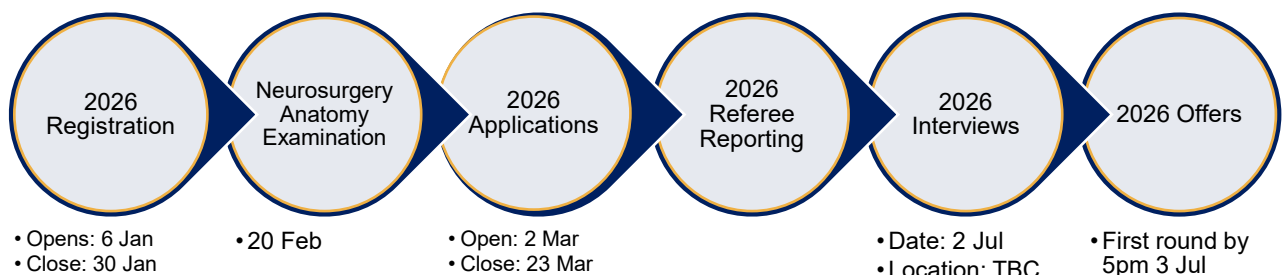 2026
Registration
• Opens: 6 Jan
• Close: 30 Jan
Neurosurgery
Anatomy
Examination
• 20 Feb
2026
Applications
• Open: 2 Mar
• Close: 23 Mar
2026
Referee
Reporting
2026
Interviews
• Date: 2 Jul
• Location: TBC
2026 Offers
• First round by
5pm 3 Jul